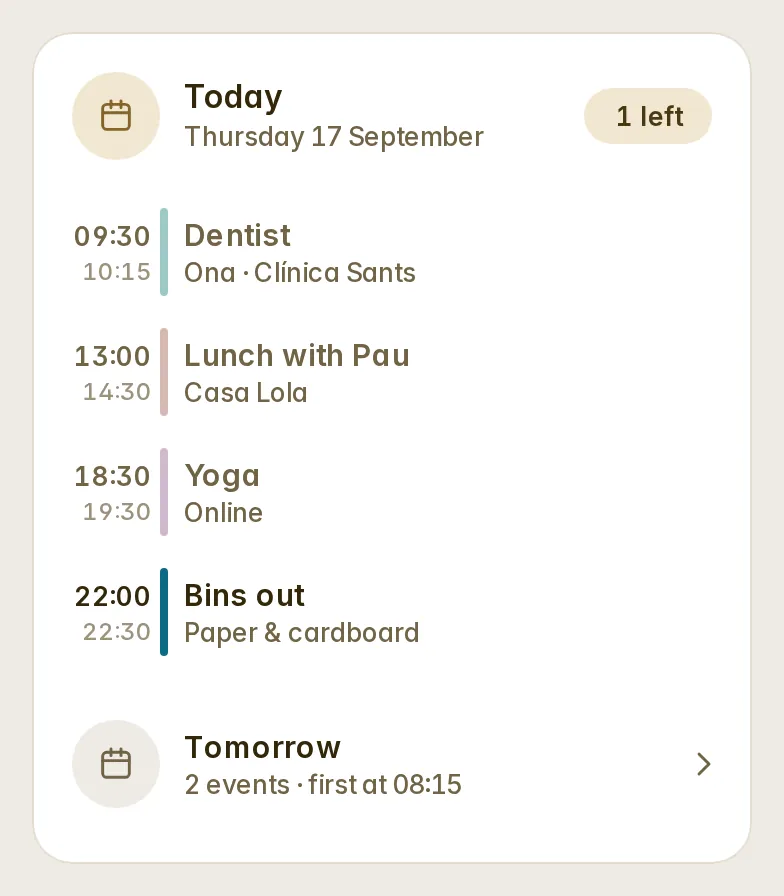 Today
Thursday 17 September
1 left
09:30 Dentist
10:15 Ona · Clínica Sants
13:00 Lunch with Pau
14:30 Casa Lola
18:30 Yoga
19:30 Online
22:00 Bins out
22:30 Paper & cardboard
Tomorrow
2 events · first at 08:15